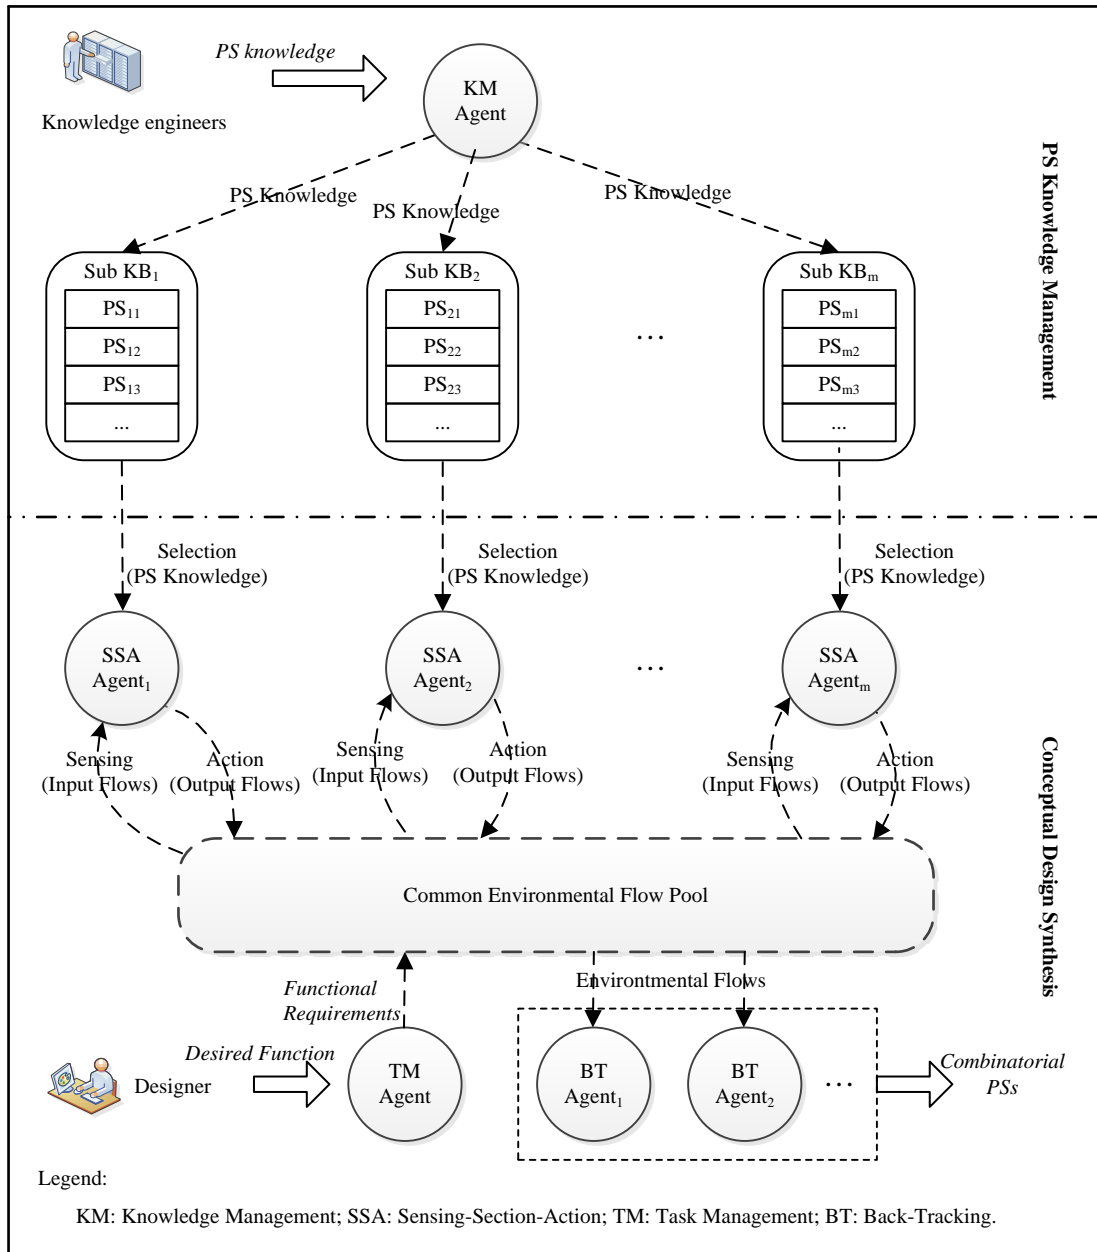 PS knowledge
KM
Agent
Knowledge engineers
PS Knowledge
PS Knowledge
PS Knowledge
PS Knowledge Management
Sub KB₁
PS₁₁
PS₁₂
PS₁₃
...
Sub KB₂
PS₂₁
PS₂₂
PS₂₃
...
...
Sub KBₘ
PSₘ₁
PSₘ₂
PSₘ₃
...
Selection
(PS Knowledge)
Selection
(PS Knowledge)
Selection
(PS Knowledge)
SSA
Agent₁
SSA
Agent₂
...
SSA
Agentₘ
Sensing
(Input Flows)
Action
(Output Flows)
Sensing
(Input Flows)
Action
(Output Flows)
Sensing
(Input Flows)
Action
(Output Flows)
Conceptual Design Synthesis
Common Environmental Flow Pool
Functional
Requirements
Environtmental Flows
Designer
Desired Function
TM
Agent
BT
Agent₁
BT
Agent₂
...
Combinatorial
PSs
Legend:
KM: Knowledge Management; SSA: Sensing-Section-Action; TM: Task Management; BT: Back-Tracking.